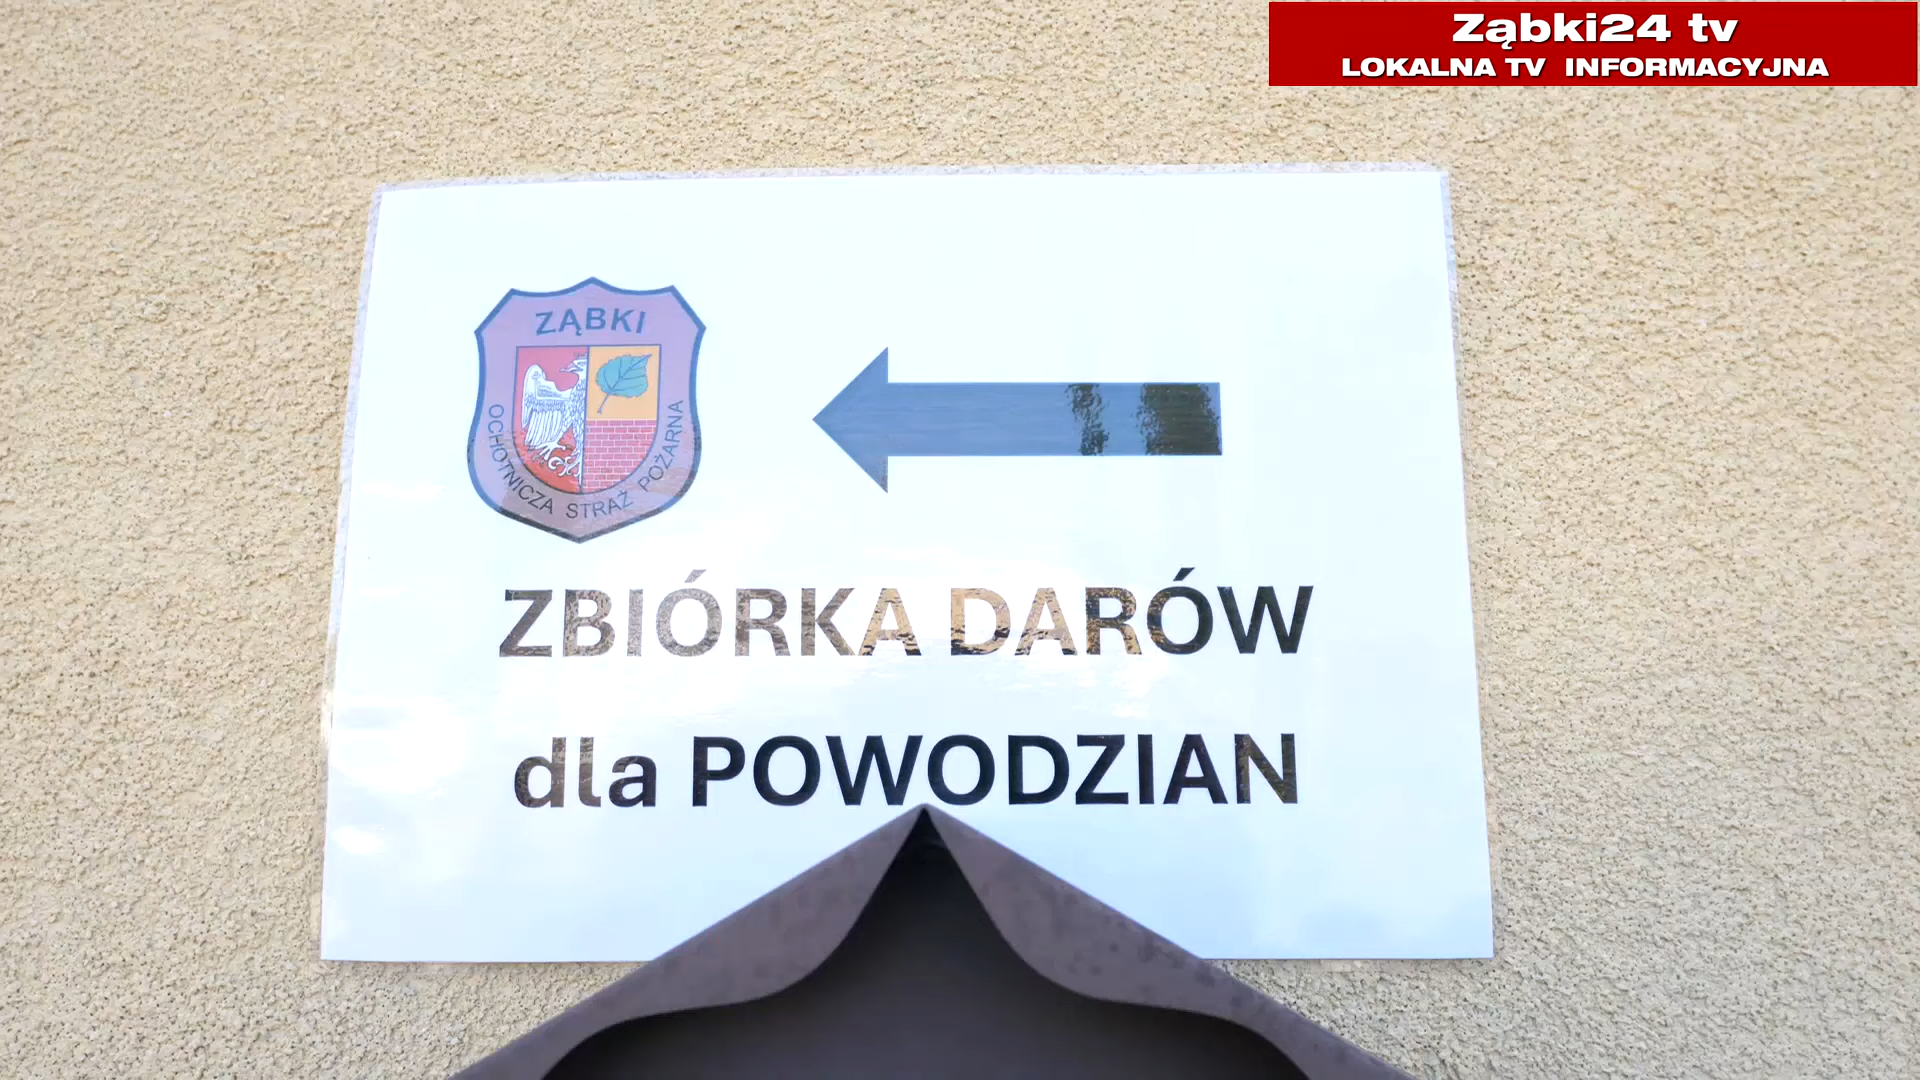 Ząbki24 tv
LOKALNA TV INFORMACYJNA
ZĄBKI
OCHOTNICZA STRAŻ POŻARNA
ZBIÓRKA DARÓW
dla POWODZIAN